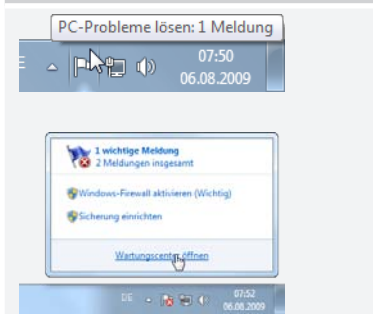 PC-Probleme lösen: 1 Meldung
E
07:50
06.08.2009
1 wichtige Meldung
2 Meldungen insgesamt
Windows-Firewall aktivieren (Wichtig)
Sicherung einrichten
Wartungscenter öffnen
DE
07:52
06.08.2009